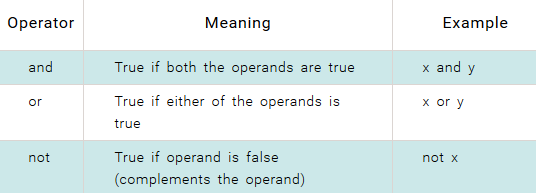 Operator Meaning Example
and True if both the operands are true x and y
or True if either of the operands is x or y
true
not True if operand is false not x
(complements the operand)